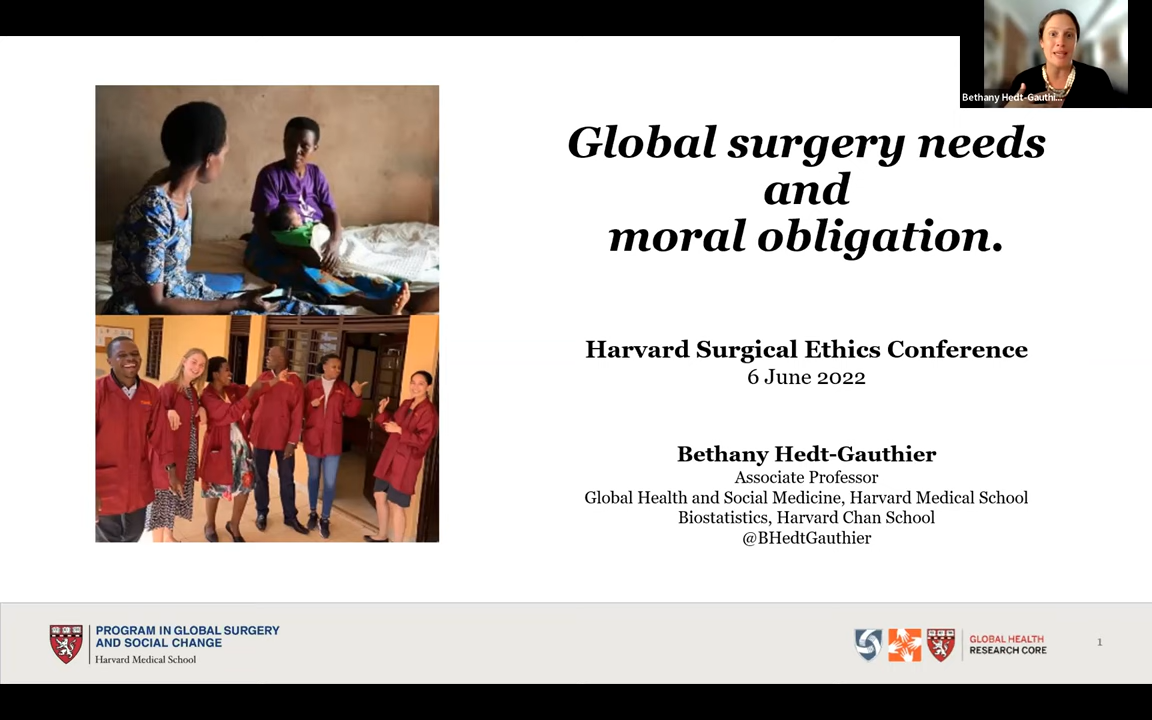 Bethany Hedt-Gauthi...
Global surgery needs
and
moral obligation.
Harvard Surgical Ethics Conference
6 June 2022
Bethany Hedt-Gauthier
Associate Professor
Global Health and Social Medicine, Harvard Medical School
Biostatistics, Harvard Chan School
@BHedtGauthier
PROGRAM IN GLOBAL SURGERY
AND SOCIAL CHANGE
Harvard Medical School
GLOBAL HEALTH
RESEARCH CORE
1